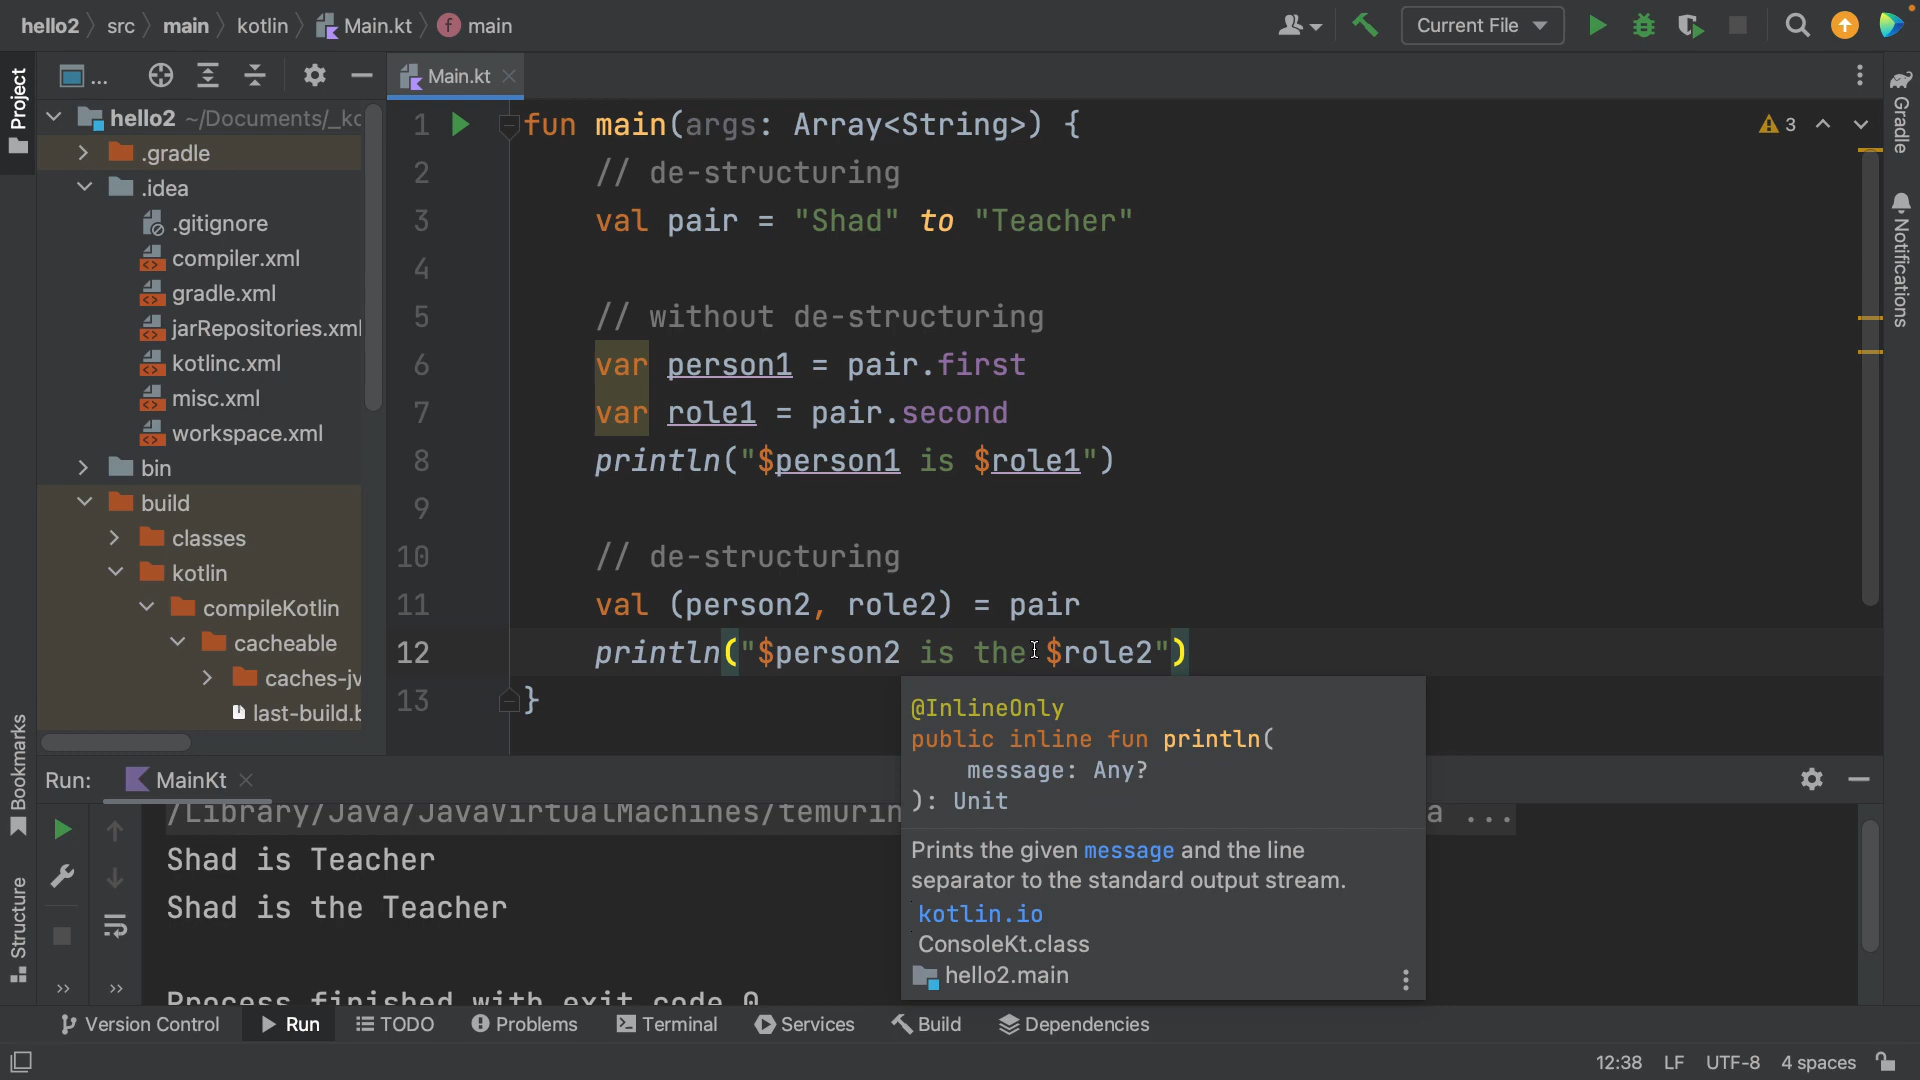 hello2 src main kotlin Main.kt main
Current File
Project
...
Main.kt
hello2 ~/Documents/_kc
.gradle
.idea
.gitignore
compiler.xml
gradle.xml
jarRepositories.xml
kotlinc.xml
misc.xml
workspace.xml
bin
build
classes
kotlin
compileKotlin
cacheable
caches-jv
last-build.b
1 fun main(args: Array<String>) {
2 // de-structuring
3 val pair = "Shad" to "Teacher"
4
5 // without de-structuring
6 var person1 = pair.first
7 var role1 = pair.second
8 println("$person1 is $role1")
9
10 // de-structuring
11 val (person2, role2) = pair
12 println("$person2 is the $role2")
13 }
3
Gradle
Notifications
@InlineOnly
public inline fun println(
message: Any?
): Unit
Prints the given message and the line
separator to the standard output stream.
kotlin.io
ConsoleKt.class
hello2.main
Bookmarks
Structure
Run: MainKt
/Library/Java/JavaVirtualMachines/temurin
a ...
Shad is Teacher
Shad is the Teacher
Process finished with exit code 0
Version Control Run TODO Problems Terminal Services Build Dependencies
12:38 LF UTF-8 4 spaces